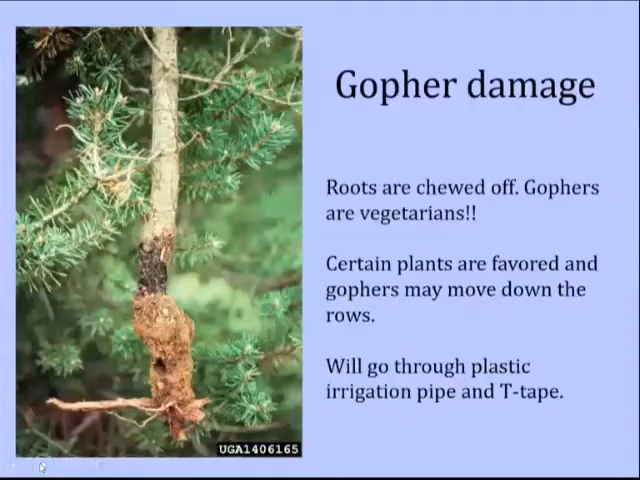 Gopher damage
Roots are chewed off. Gophers
are vegetarians!!
Certain plants are favored and
gophers may move down the
rows.
Will go through plastic
irrigation pipe and T-tape.
UGA1406165